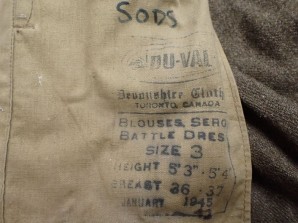 SODS
DU-VAL
Devonshire Cloth
TORONTO, CANADA
BLOUSES, SERG
BATTLE DRES
SIZE 3
HEIGHT 5'3"-5'4
BREAST 36-37
JANUARY 1945